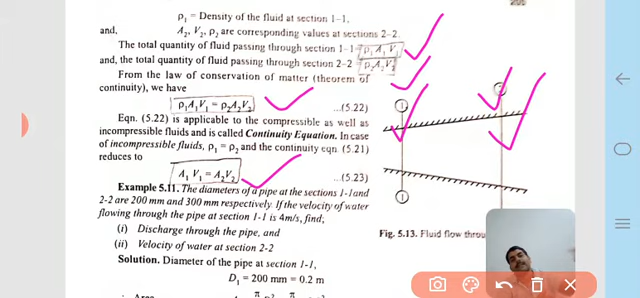 255
ρ₁ = Density of the fluid at section 1–1,
and, A₂, V₂, ρ₂ are corresponding values at sections 2–2.
The total quantity of fluid passing through section 1–1 = ρ₁ A₁ V₁
and, the total quantity of fluid passing through section 2–2 = ρ₂A₂V₂
From the law of conservation of matter (theorem of
continuity), we have
ρ₁A₁V₁ = ρ₂A₂V₂ ...(5.22)
Eqn. (5.22) is applicable to the compressible as well as
incompressible fluids and is called Continuity Equation. In case
of incompressible fluids, ρ₁ = ρ₂ and the continuity eqn. (5.21)
reduces to
A₁ V₁ = A₂V₂ ...(5.23)
Example 5.11. The diameters of a pipe at the sections 1-1 and
2-2 are 200 mm and 300 mm respectively. If the velocity of water
flowing through the pipe at section 1-1 is 4m/s, find;
(i) Discharge through the pipe, and
(ii) Velocity of water at section 2-2
Solution. Diameter of the pipe at section 1-1,
D₁ = 200 mm = 0.2 m
1
1
Fig. 5.13. Fluid flow throu